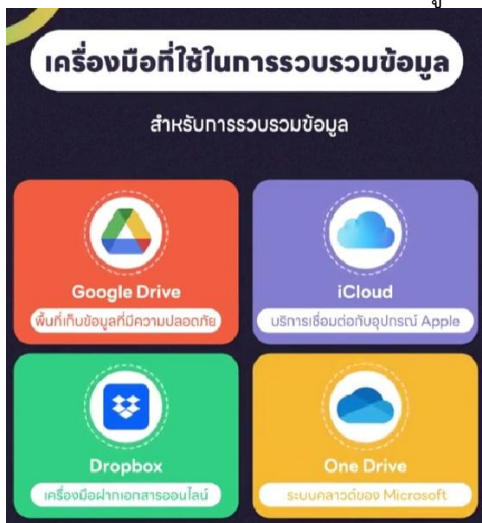 เครื่องมือที่ใช้ในการรวบรวมข้อมูล
สำหรับการรวบรวมข้อมูล
Google Drive
พื้นที่เก็บข้อมูลที่มีความปลอดภัย
iCloud
บริการเชื่อมต่อกับอุปกรณ์ Apple
Dropbox
เครื่องมือฝากเอกสารออนไลน์
One Drive
ระบบคลาวด์ของ Microsoft